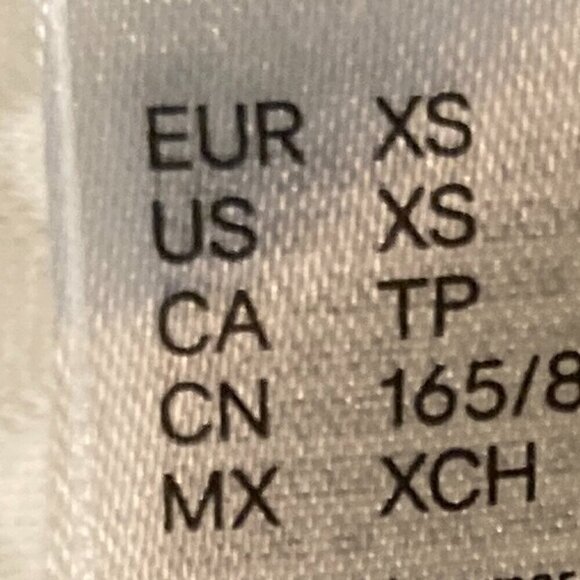 EUR XS
US XS
CA TP
CN 165/8
MX XCH